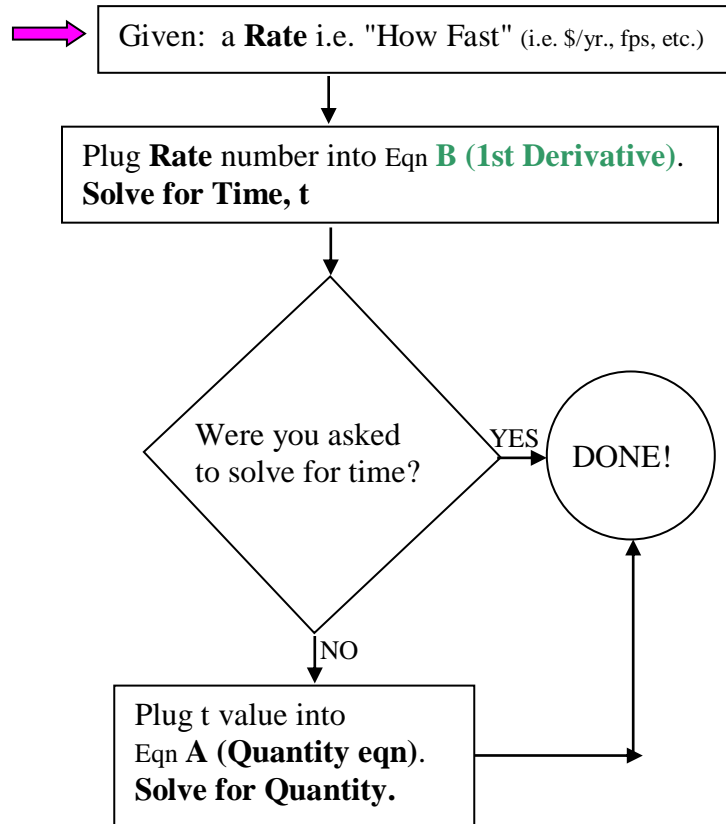 Given: a Rate i.e. "How Fast" (i.e. $/yr., fps, etc.)
Plug Rate number into Eqn B (1st Derivative).
Solve for Time, t
Were you asked
to solve for time?
YES
DONE!
NO
Plug t value into
Eqn A (Quantity eqn).
Solve for Quantity.